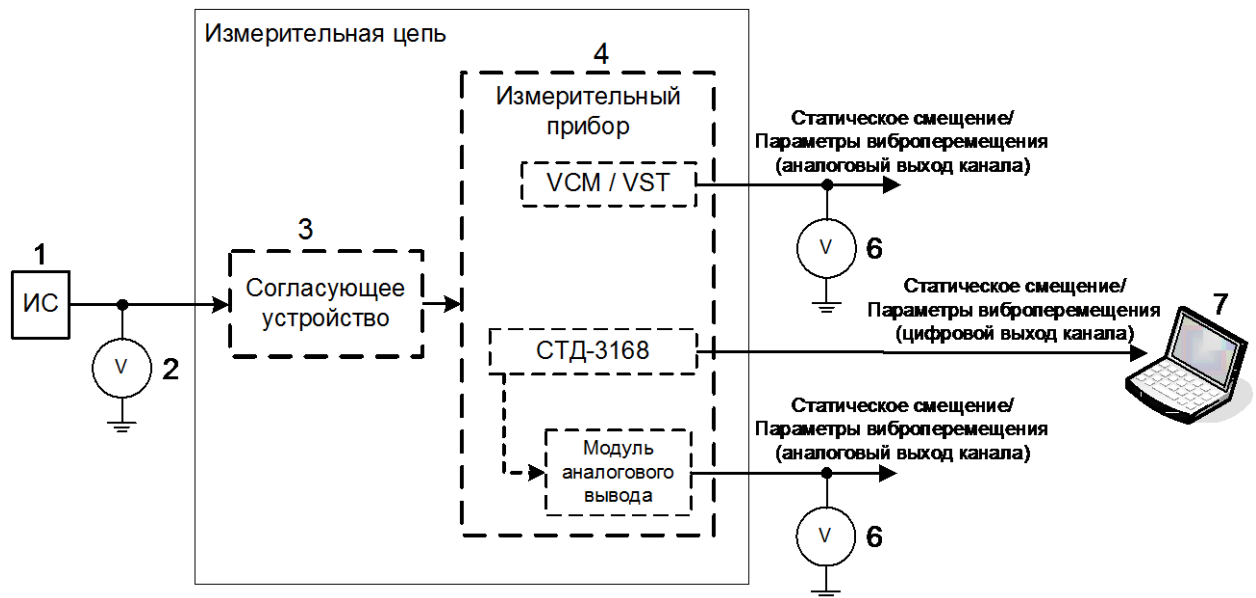 Измерительная цепь
4
Измерительный
прибор
Статическое смещение/
Параметры виброперемещения
(аналоговый выход канала)
VCM / VST
V
6
3
1
ИС
Согласующее
устройство
V
2
Статическое смещение/
Параметры виброперемещения
(цифровой выход канала)
7
СТД-3168
Статическое смещение/
Параметры виброперемещения
(аналоговый выход канала)
Модуль
аналогового
вывода
V
6